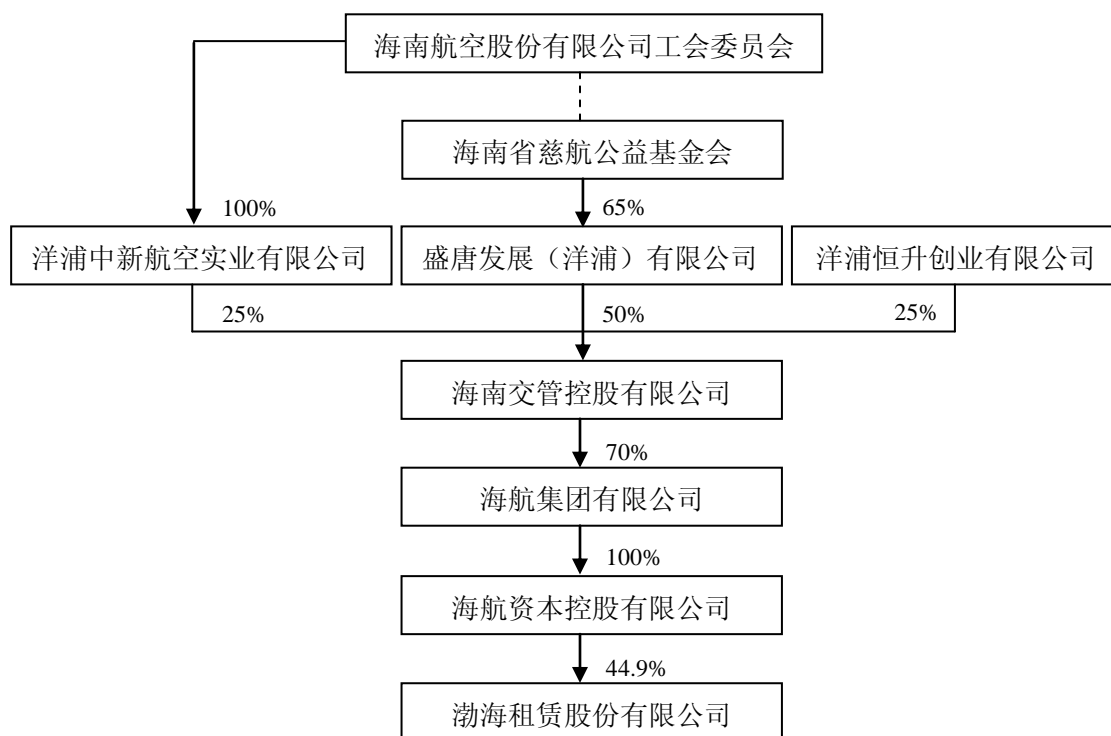 海南航空股份有限公司工会委员会
海南省慈航公益基金会
100%
65%
洋浦中新航空实业有限公司
盛唐发展（洋浦）有限公司
洋浦恒升创业有限公司
25%
50%
25%
海南交管控股有限公司
70%
海航集团有限公司
100%
海航资本控股有限公司
44.9%
渤海租赁股份有限公司